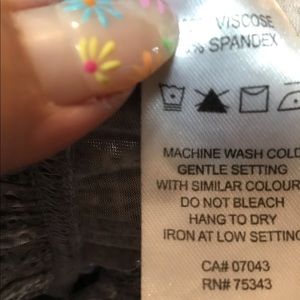 VISCOSE
% SPANDEX
MACHINE WASH COLD
GENTLE SETTING
WITH SIMILAR COLOUR
DO NOT BLEACH
HANG TO DRY
IRON AT LOW SETTING
CA# 07043
RN# 75343